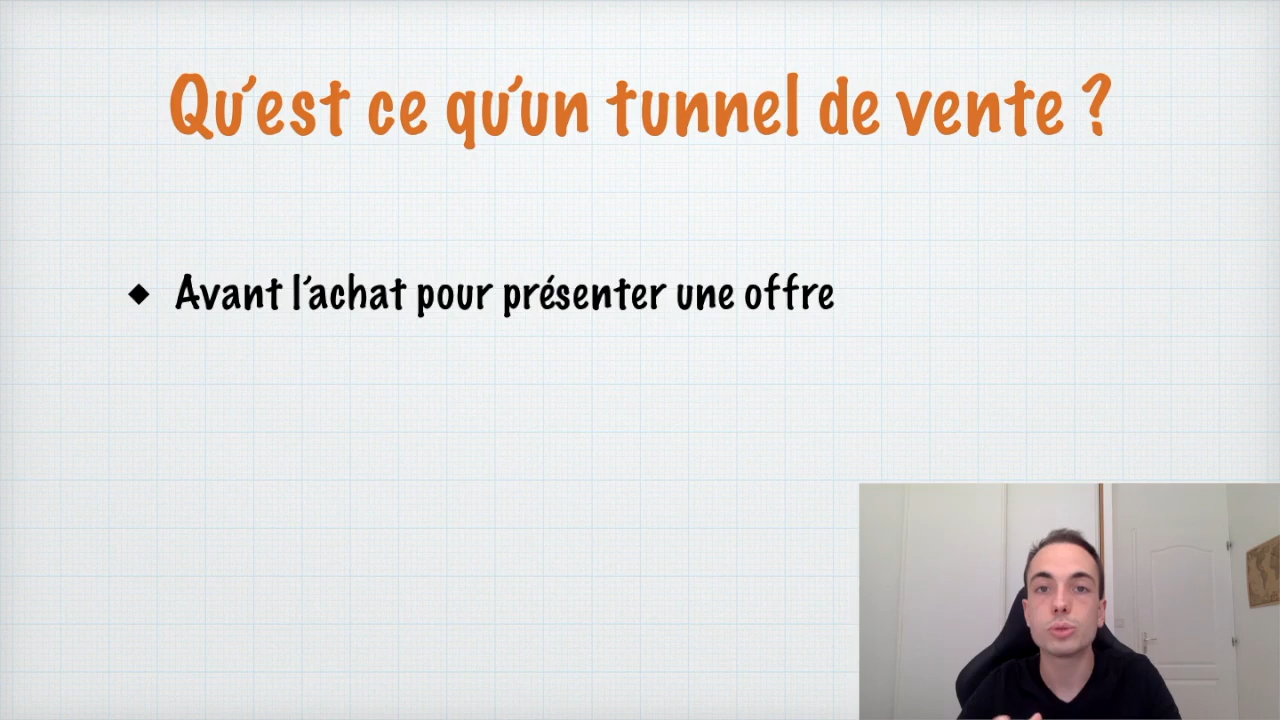 Qu'est ce qu'un tunnel de vente ?
Avant l'achat pour présenter une offre